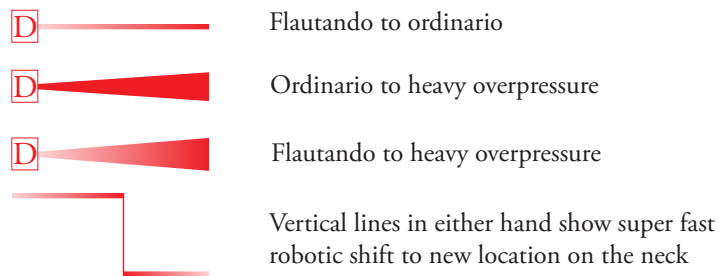 D Flautando to ordinario
D Ordinario to heavy overpressure
D Flautando to heavy overpressure
Vertical lines in either hand show super fast
robotic shift to new location on the neck